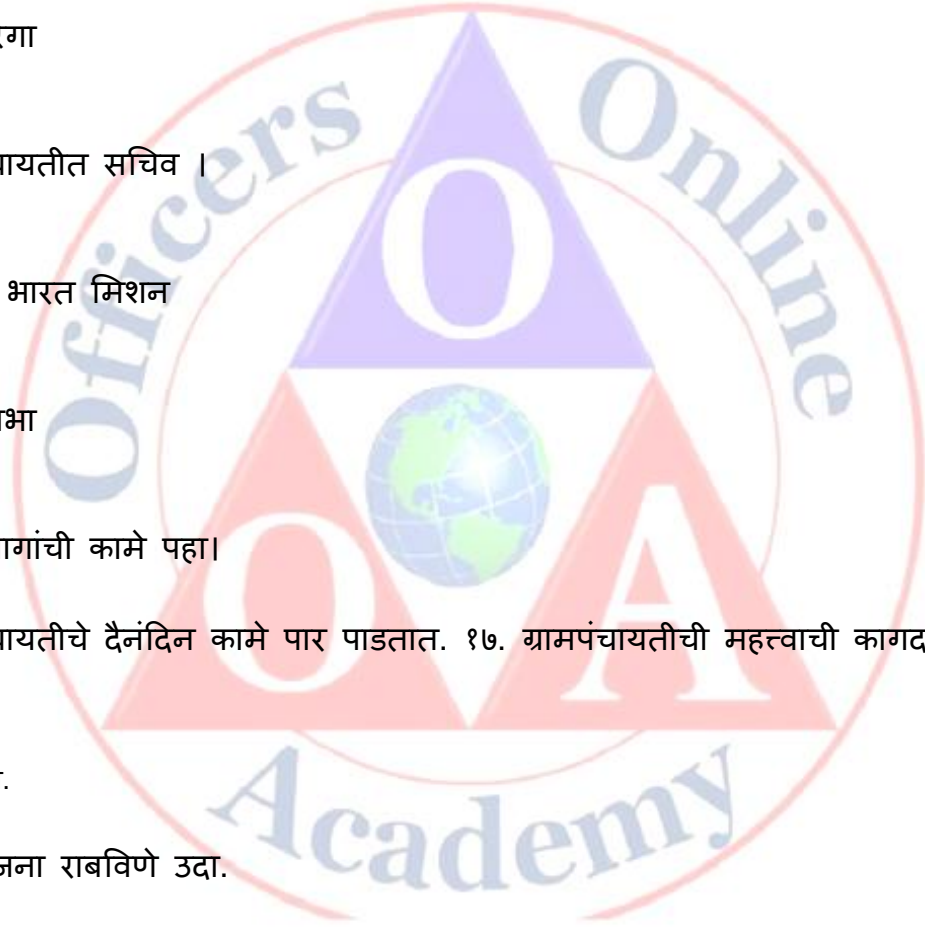 रेगा
Officers Online
चायतीत सचिव ।
भारत मिशन
O
भा
ागांची कामे पहा।
चायतीचे दैनंदिन कामे पार पाडतात. १७. ग्रामपंचायतीची महत्त्वाची कागद
O A
Academy
जना राबविणे उदा.